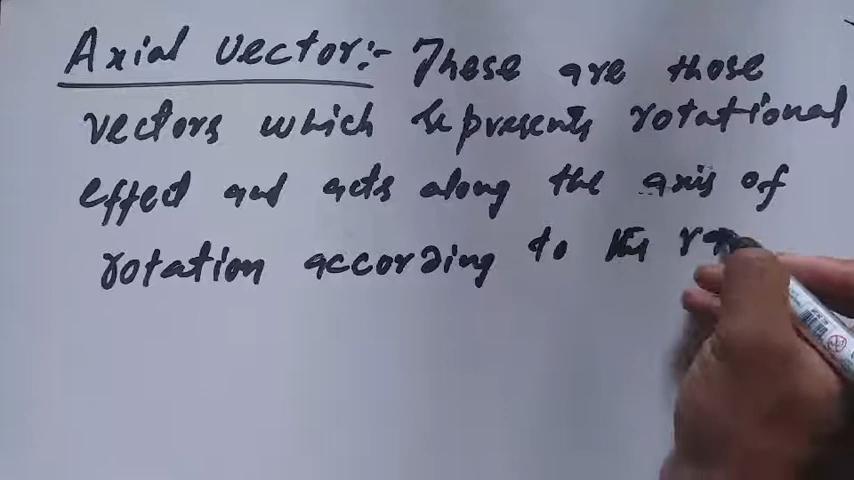 Axial vector:- These are those
vectors which represents rotational
effect and acts along the axis of
rotation according to